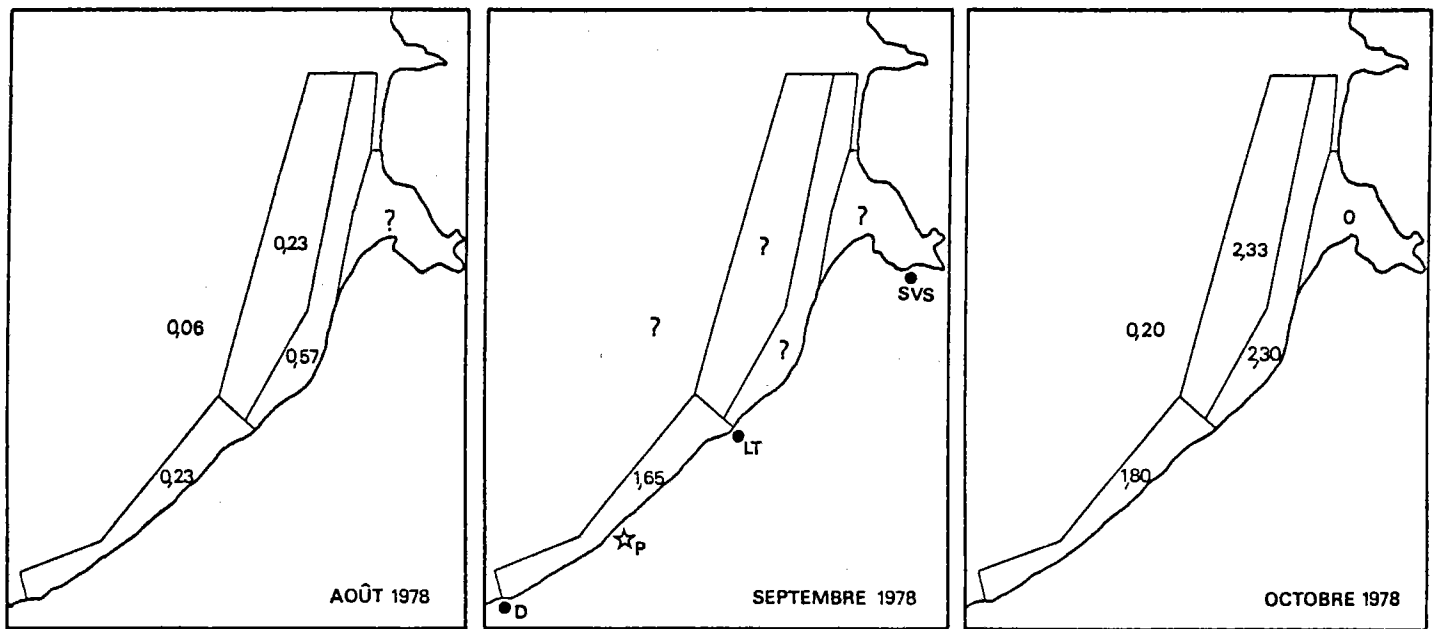 ?
0,23
0,06
0,57
0,23
AOÛT 1978
?
?
SVS
?
?
LT
1,65
P
D
SEPTEMBRE 1978
0
2,33
0,20
2,30
1,80
OCTOBRE 1978